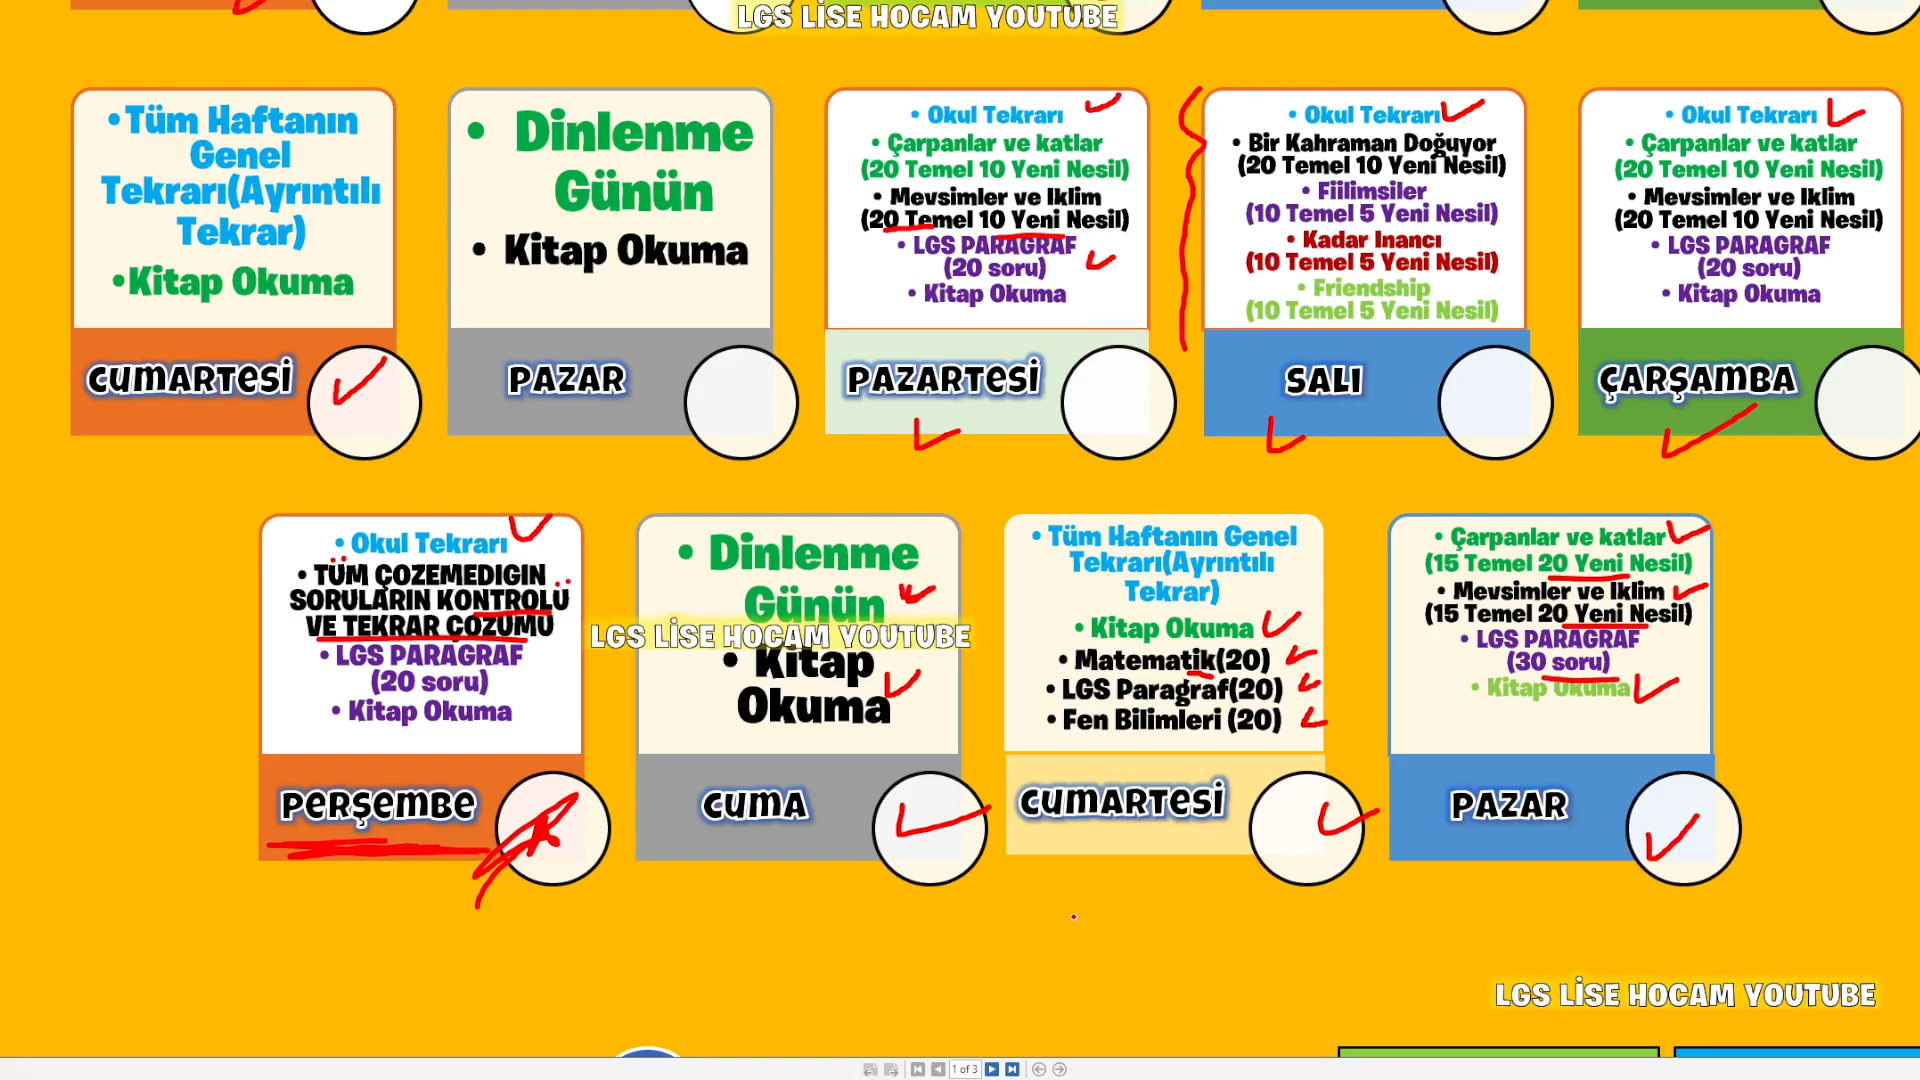 LGS LİSE HOCAM YOUTUBE
•Tüm Haftanın
Genel
Tekrarı(Ayrıntılı
Tekrar)
•Kitap Okuma
CUMARTESİ
• Dinlenme
Günün
• Kitap Okuma
PAZAR
• Okul Tekrarı
• Çarpanlar ve katlar
(20 Temel 10 Yeni Nesil)
• Mevsimler ve Iklim
(20 Temel 10 Yeni Nesil)
• LGS PARAGRAF
(20 soru)
• Kitap Okuma
PAZARTESİ
• Okul Tekrarı
• Bir Kahraman Doğuyor
(20 Temel 10 Yeni Nesil)
• Fiilimsiler
(10 Temel 5 Yeni Nesil)
• Kadar Inancı
(10 Temel 5 Yeni Nesil)
• Friendship
(10 Temel 5 Yeni Nesil)
SALI
• Okul Tekrarı
• Çarpanlar ve katlar
(20 Temel 10 Yeni Nesil)
• Mevsimler ve Iklim
(20 Temel 10 Yeni Nesil)
• LGS PARAGRAF
(20 soru)
• Kitap Okuma
ÇARŞAMBA
• Okul Tekrarı
• TÜM ÇOZEMEDIGIN
SORULARIN KONTROLÜ
VE TEKRAR ÇOZUMU
• LGS PARAGRAF
(20 soru)
• Kitap Okuma
PERŞEMBE
• Dinlenme
Günün
LGS LİSE HOCAM YOUTUBE
• Kitap
Okuma
CUMA
• Tüm Haftanın Genel
Tekrarı(Ayrıntılı
Tekrar)
• Kitap Okuma
• Matematik(20)
• LGS Paragraf(20)
• Fen Bilimleri (20)
CUMARTESİ
• Çarpanlar ve katlar
(15 Temel 20 Yeni Nesil)
• Mevsimler ve Iklim
(15 Temel 20 Yeni Nesil)
• LGS PARAGRAF
(30 soru)
• Kitap Okuma
PAZAR
LGS LİSE HOCAM YOUTUBE
1 of 3